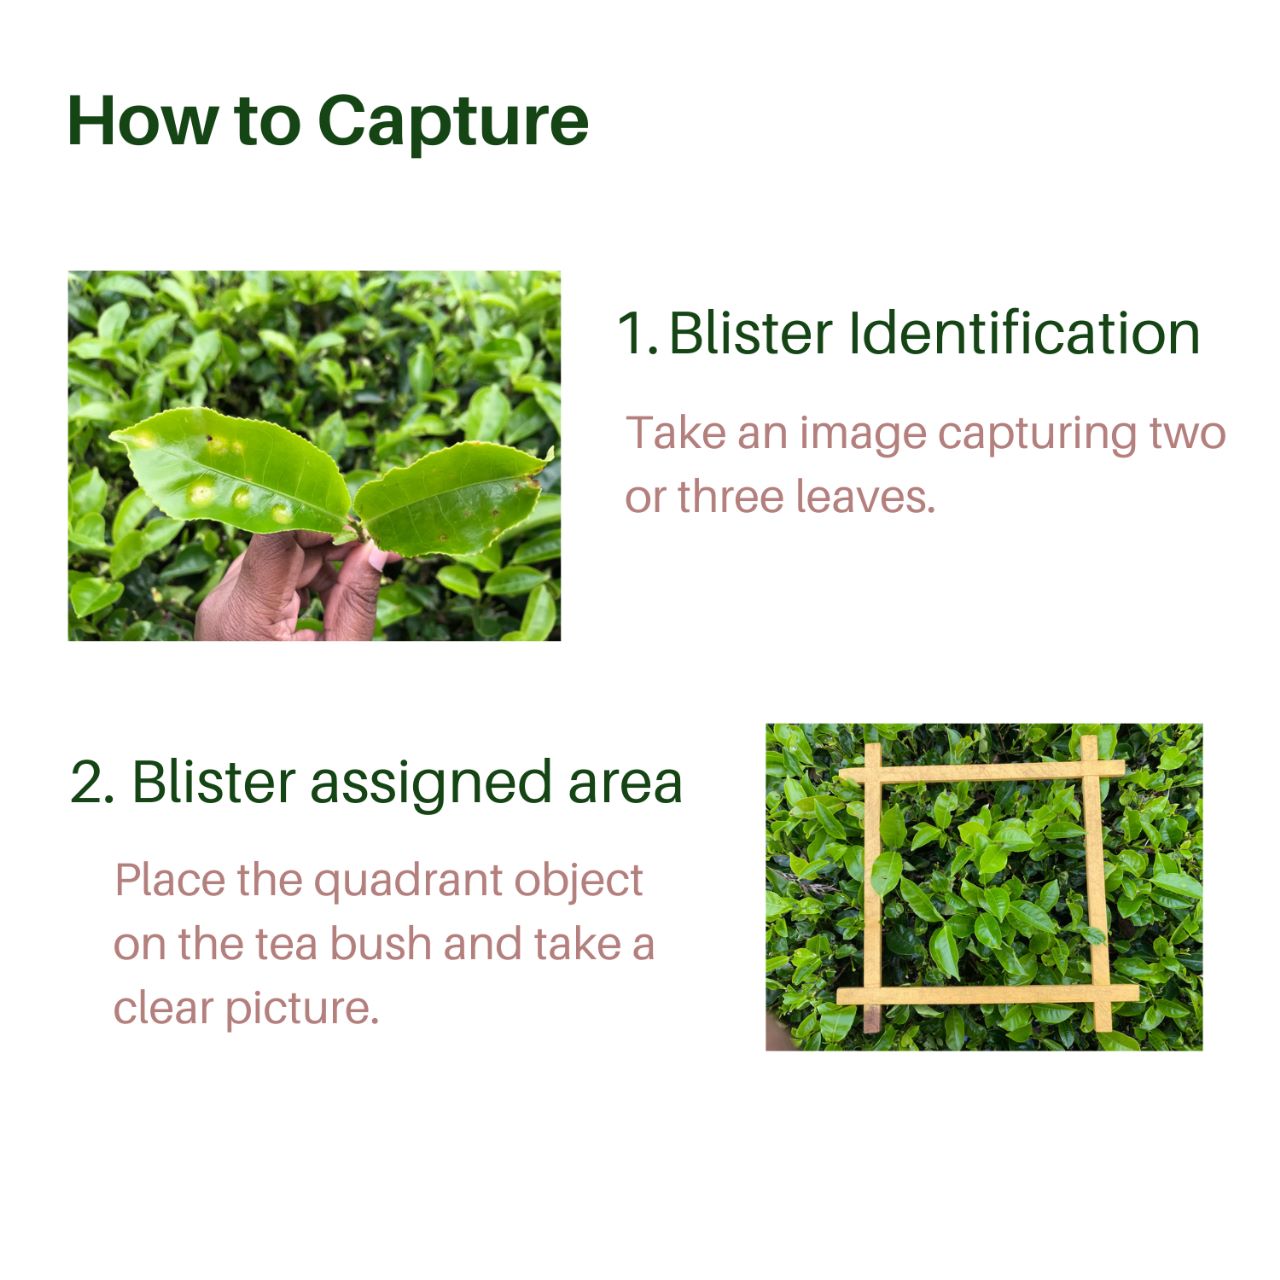 How to Capture
1. Blister Identification
Take an image capturing two
or three leaves.
2. Blister assigned area
Place the quadrant object
on the tea bush and take a
clear picture.